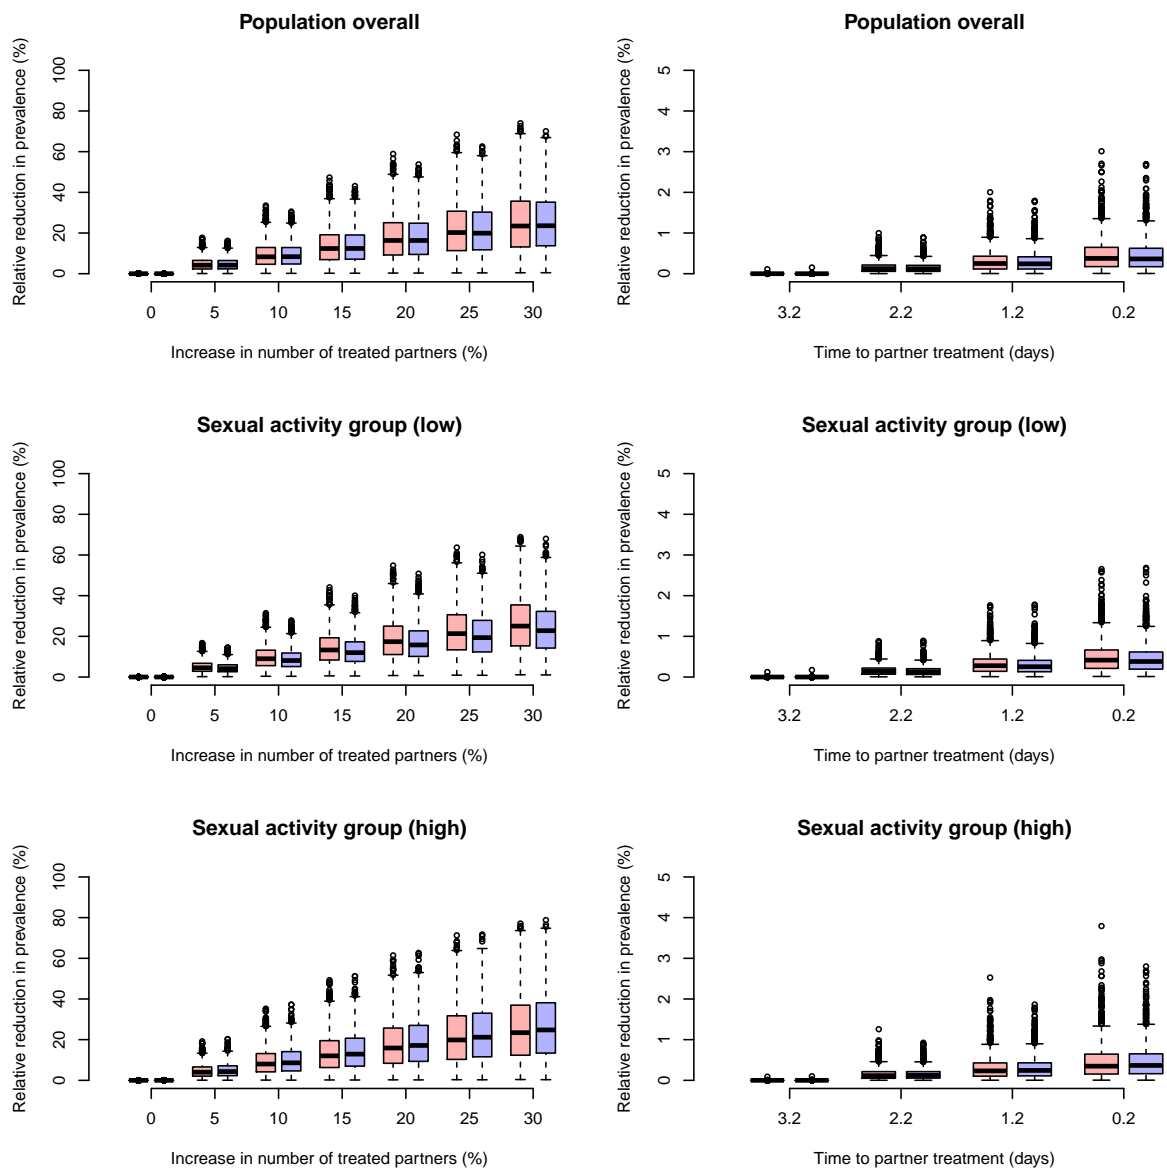 Population overall
Relative reduction in prevalence (%)
100
80
60
40
20
0
0 5 10 15 20 25 30
Increase in number of treated partners (%)
Population overall
Relative reduction in prevalence (%)
5
4
3
2
1
0
3.2 2.2 1.2 0.2
Time to partner treatment (days)
Sexual activity group (low)
Relative reduction in prevalence (%)
100
80
60
40
20
0
0 5 10 15 20 25 30
Increase in number of treated partners (%)
Sexual activity group (low)
Relative reduction in prevalence (%)
5
4
3
2
1
0
3.2 2.2 1.2 0.2
Time to partner treatment (days)
Sexual activity group (high)
Relative reduction in prevalence (%)
100
80
60
40
20
0
0 5 10 15 20 25 30
Increase in number of treated partners (%)
Sexual activity group (high)
Relative reduction in prevalence (%)
5
4
3
2
1
0
3.2 2.2 1.2 0.2
Time to partner treatment (days)